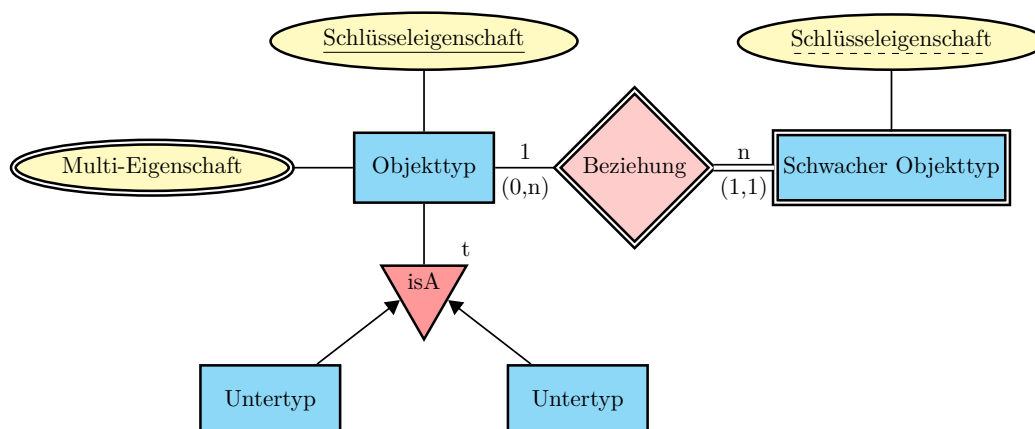 Schlüsseleigenschaft
Schlüsseleigenschaft
Multi-Eigenschaft
Objekttyp
1
(0,n)
Beziehung
n
(1,1)
Schwacher Objekttyp
t
isA
Untertyp
Untertyp